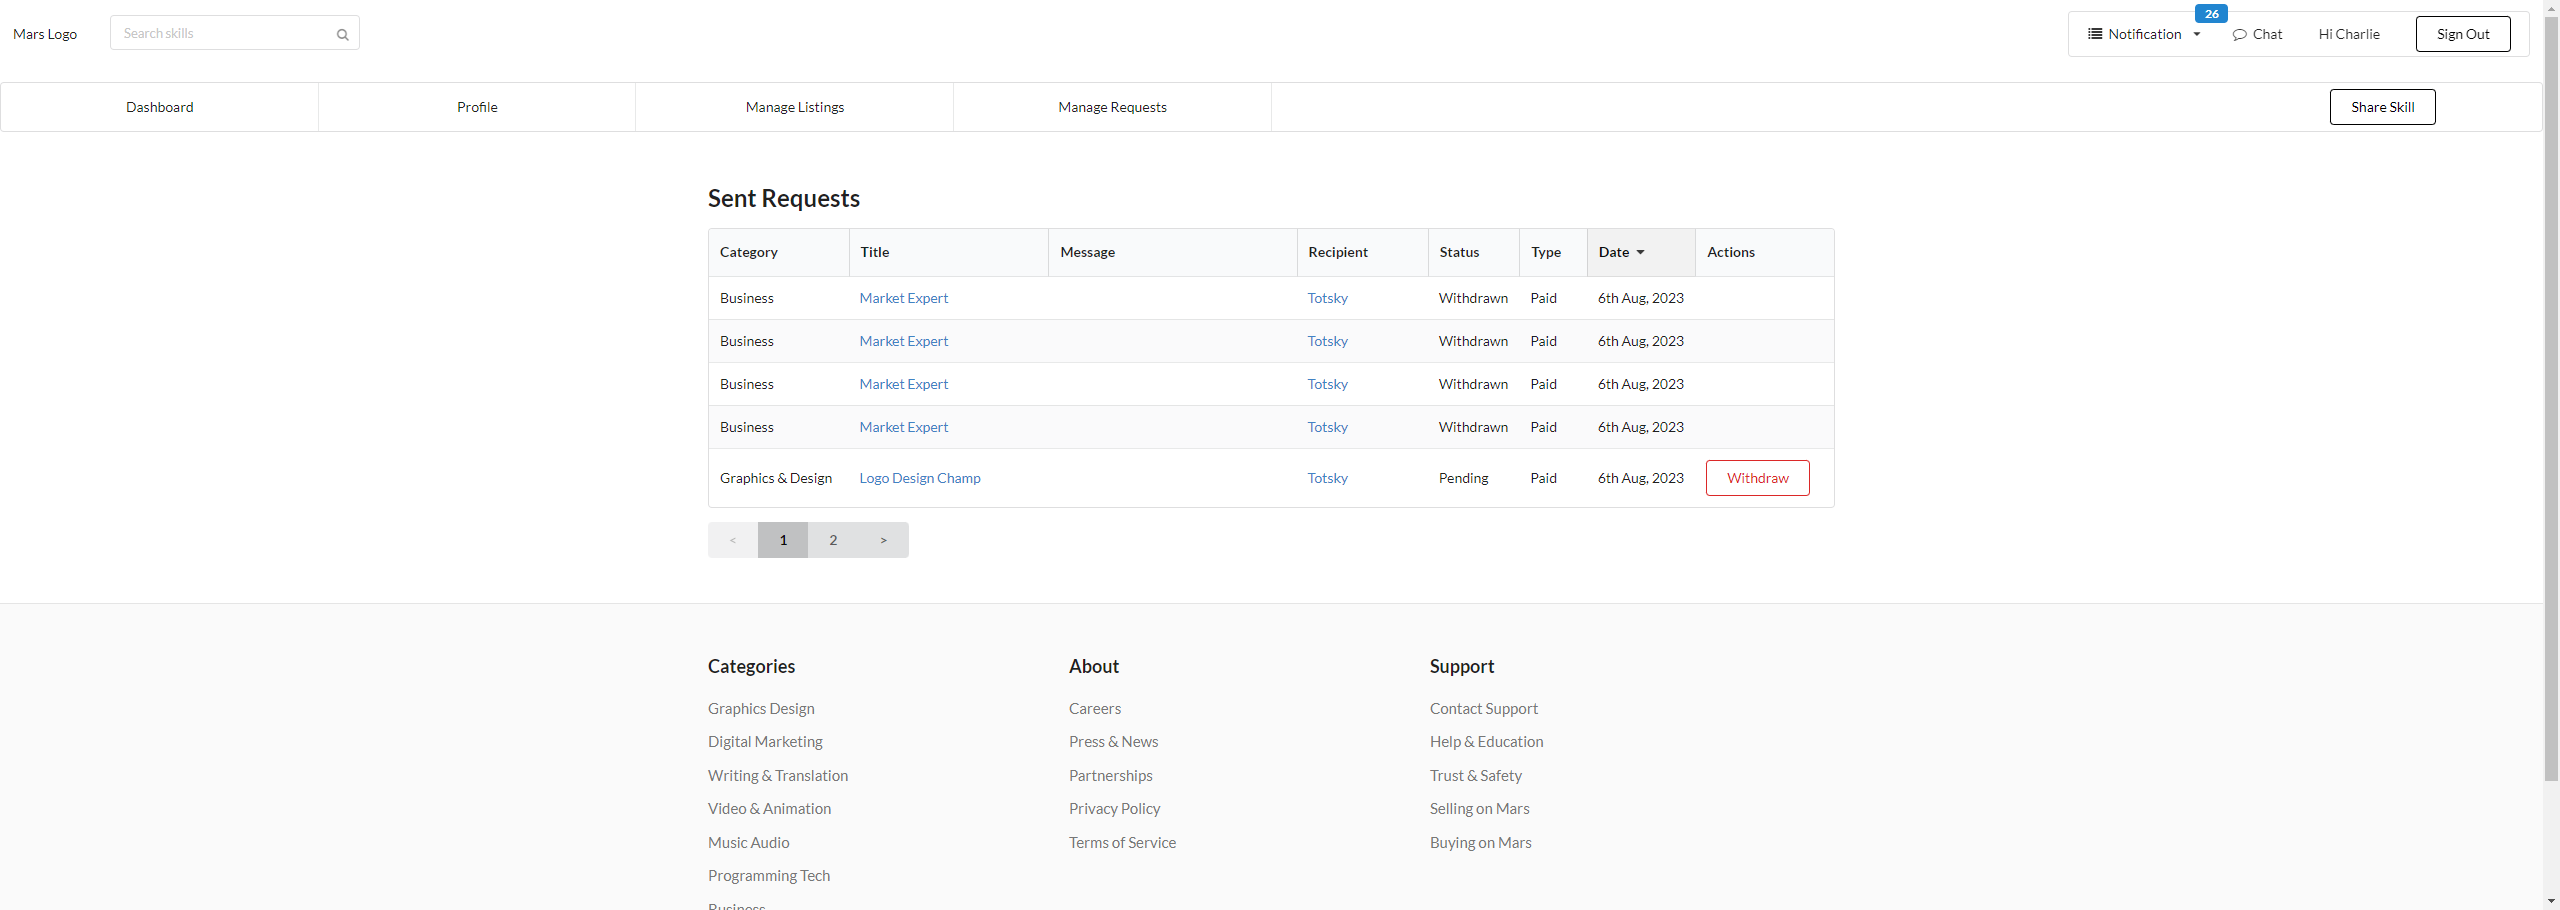 Mars Logo
Search skills
26
Notification
Chat
Hi Charlie
Sign Out
Dashboard
Profile
Manage Listings
Manage Requests
Share Skill
Sent Requests
Category Title Message Recipient Status Type Date Actions
Business Market Expert Totsky Withdrawn Paid 6th Aug, 2023
Business Market Expert Totsky Withdrawn Paid 6th Aug, 2023
Business Market Expert Totsky Withdrawn Paid 6th Aug, 2023
Business Market Expert Totsky Withdrawn Paid 6th Aug, 2023
Graphics & Design Logo Design Champ Totsky Pending Paid 6th Aug, 2023 Withdraw
< 1 2 >
Categories
Graphics Design
Digital Marketing
Writing & Translation
Video & Animation
Music Audio
Programming Tech
Business
About
Careers
Press & News
Partnerships
Privacy Policy
Terms of Service
Support
Contact Support
Help & Education
Trust & Safety
Selling on Mars
Buying on Mars